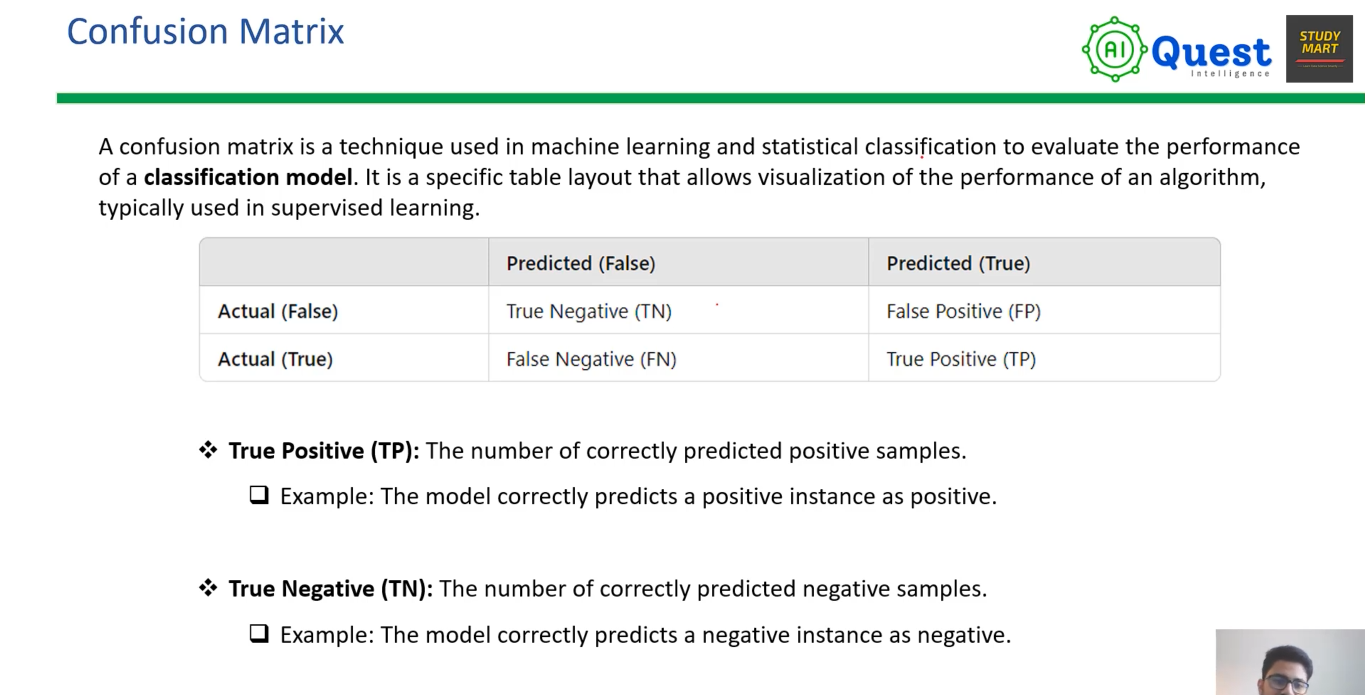 Confusion Matrix
AI Quest
Intelligence
STUDY
MART
A confusion matrix is a technique used in machine learning and statistical classification to evaluate the performance
of a classification model. It is a specific table layout that allows visualization of the performance of an algorithm,
typically used in supervised learning.
Predicted (False) Predicted (True)
Actual (False) True Negative (TN) False Positive (FP)
Actual (True) False Negative (FN) True Positive (TP)
❖ True Positive (TP): The number of correctly predicted positive samples.
❑ Example: The model correctly predicts a positive instance as positive.
❖ True Negative (TN): The number of correctly predicted negative samples.
❑ Example: The model correctly predicts a negative instance as negative.